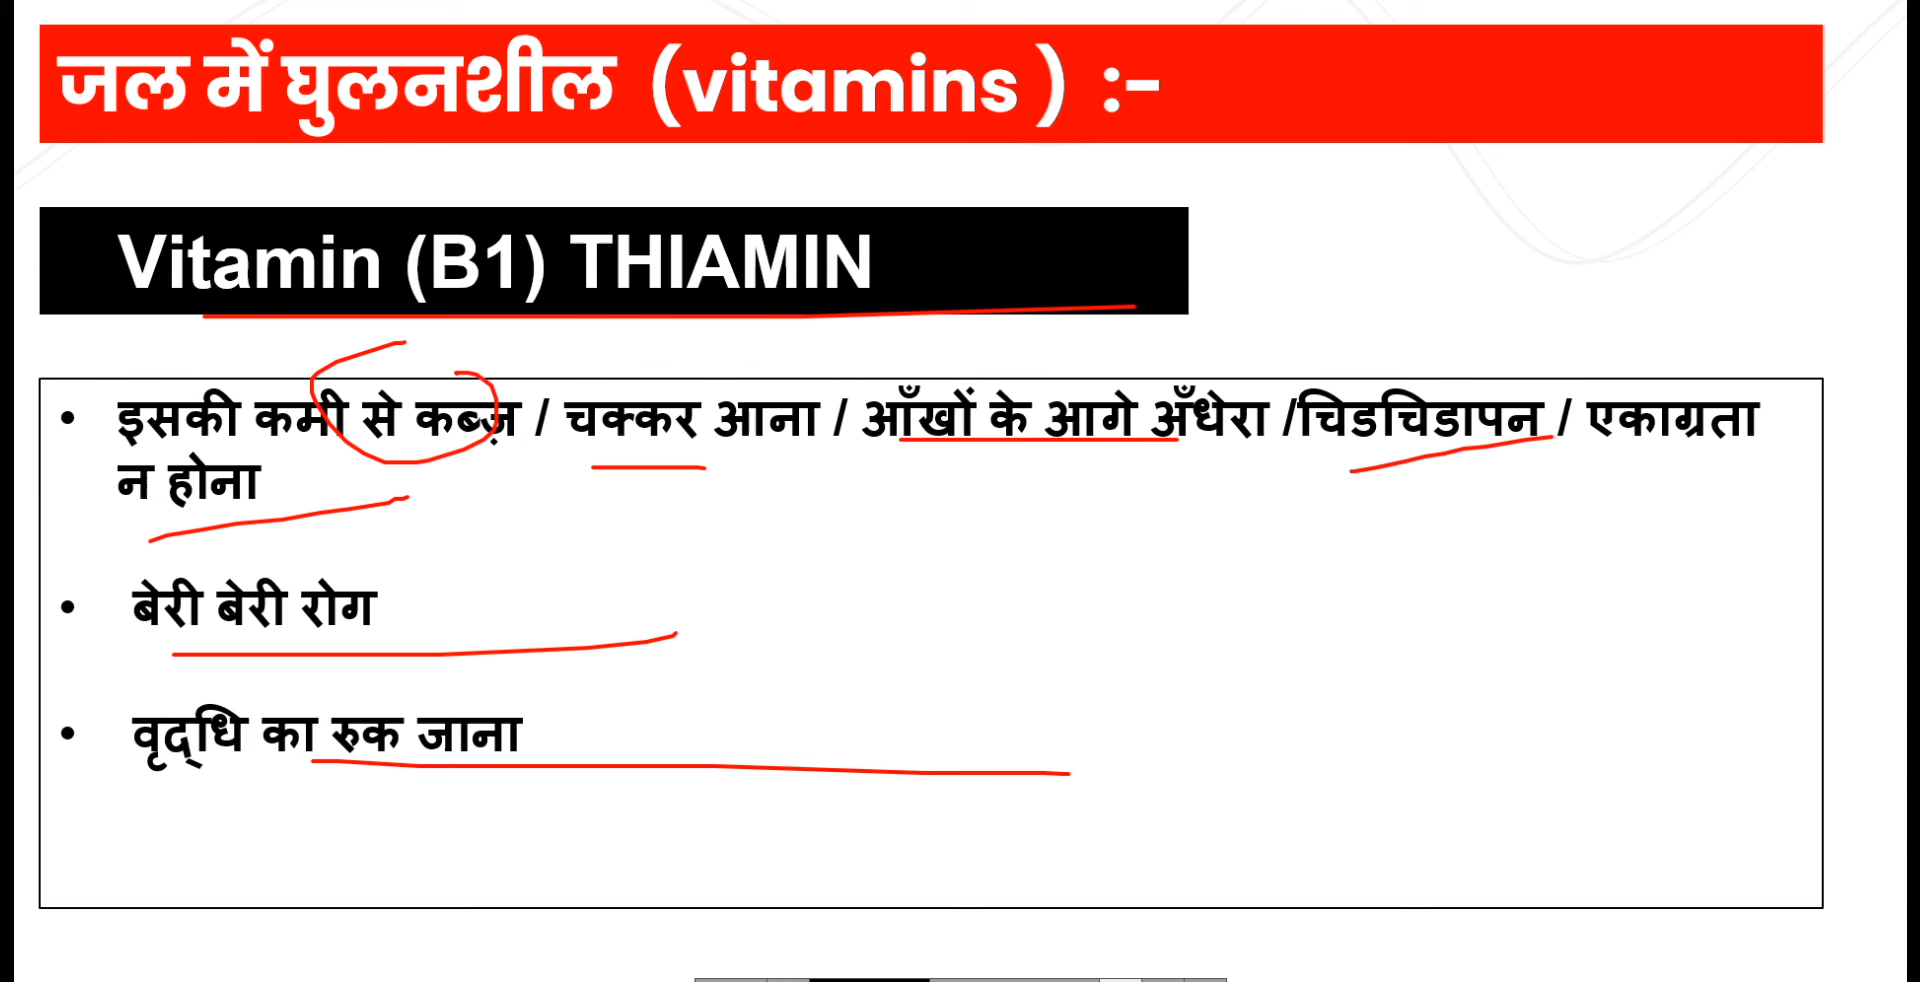 जल में घुलनशील (vitamins ) :-
Vitamin (B1) THIAMIN
• इसकी कमी से कब्ज़ / चक्कर आना / आँखों के आगे अँधेरा /चिडचिडापन / एकाग्रता
न होना
• बेरी बेरी रोग
• वृद्धि का रुक जाना